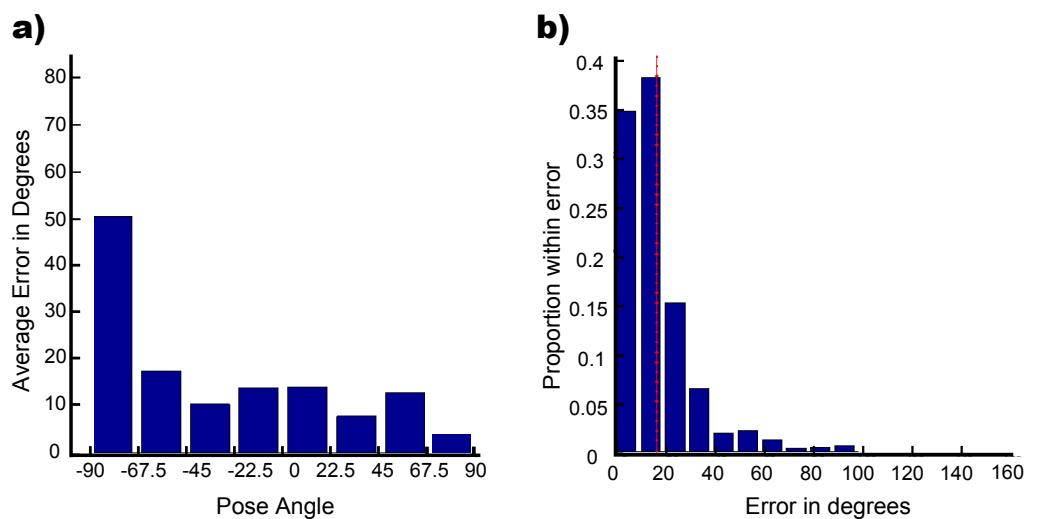 a)
80
70
60
50
40
30
20
10
0
Average Error in Degrees
-90 -67.5 -45 -22.5 0 22.5 45 67.5 90
Pose Angle
b)
0.4
0.35
0.3
0.25
0.2
0.15
0.1
0.05
0
Proportion within error
0 20 40 60 80 100 120 140 160
Error in degrees